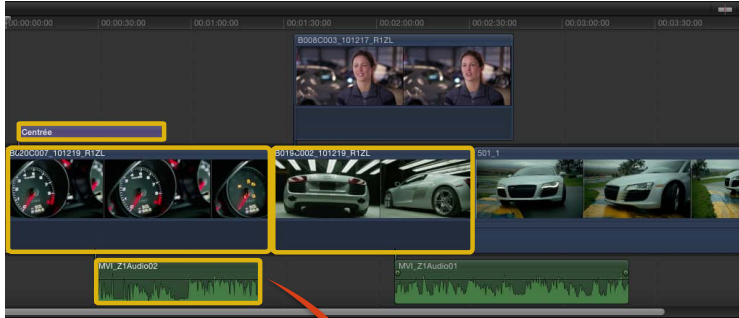 00:00:00:00 00:00:30:00 00:01:00:00 00:01:30:00 00:02:00:00 00:02:30:00 00:03:00:00 00:03:30:00
B008C003_101217_R1ZL
Centrée
B020C007_101219_R1ZL B019C002_101219_R1ZL 501_1
MVI_Z1Audio02 MVI_Z1Audio01